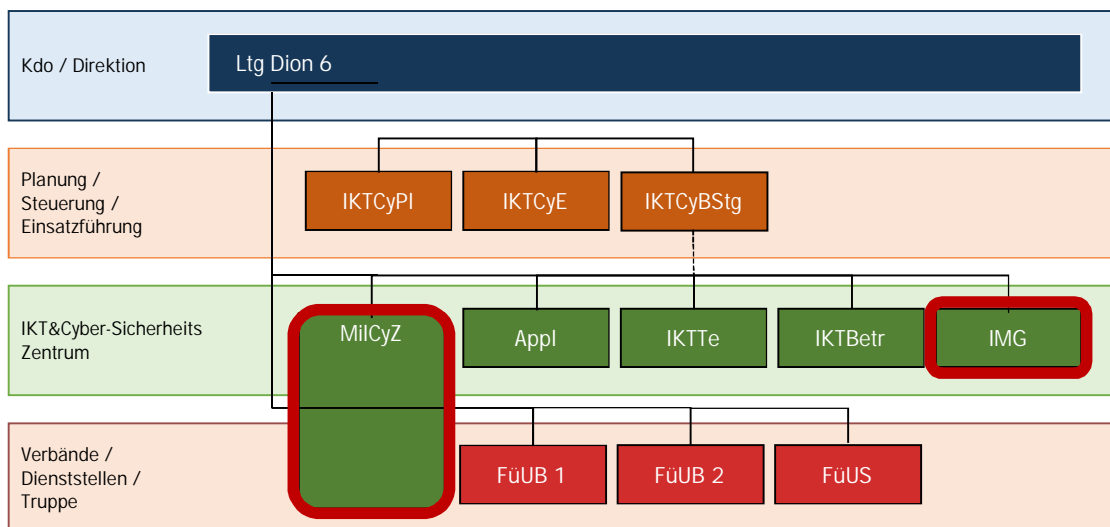 Kdo / Direktion
Ltg Dion 6
Planung /
Steuerung /
Einsatzführung
IKTCyPl
IKTCyE
IKTCyBStg
IKT&Cyber-Sicherheits
Zentrum
MilCyZ
Appl
IKTTe
IKTBetr
IMG
Verbände /
Dienststellen /
Truppe
FüUB 1
FüUB 2
FüUS